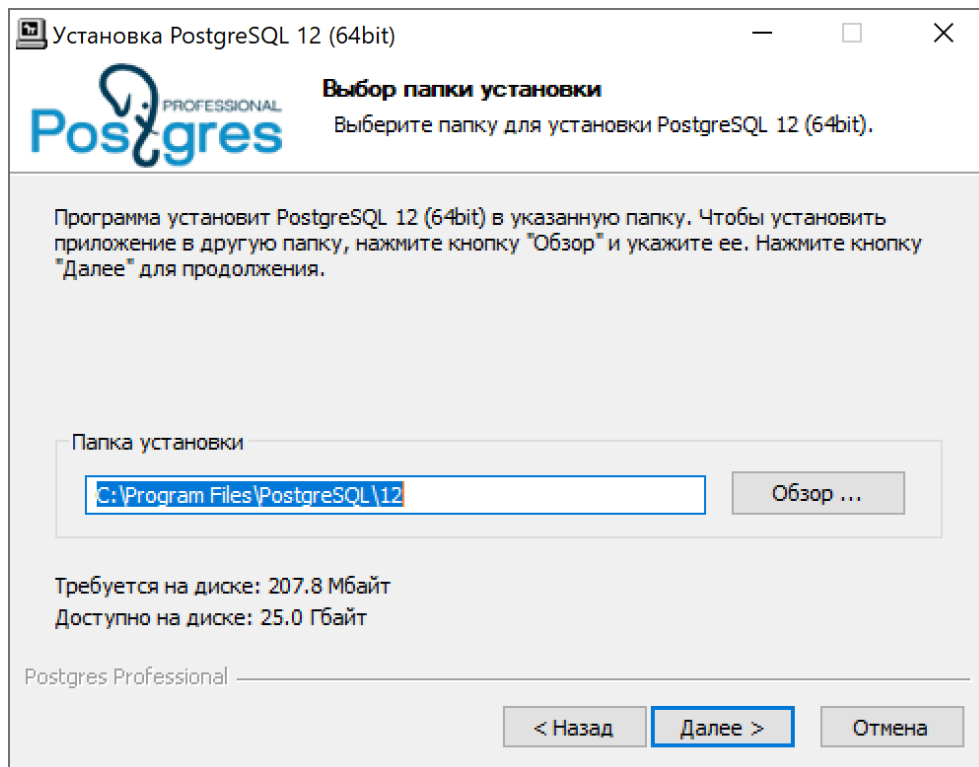 Установка PostgreSQL 12 (64bit)
PROFESSIONAL
Postgres
Выбор папки установки
Выберите папку для установки PostgreSQL 12 (64bit).
Программа установит PostgreSQL 12 (64bit) в указанную папку. Чтобы установить
приложение в другую папку, нажмите кнопку "Обзор" и укажите ее. Нажмите кнопку
"Далее" для продолжения.
Папка установки
C:\Program Files\PostgreSQL\12
Обзор ...
Требуется на диске: 207.8 Мбайт
Доступно на диске: 25.0 Гбайт
Postgres Professional
< Назад
Далее >
Отмена